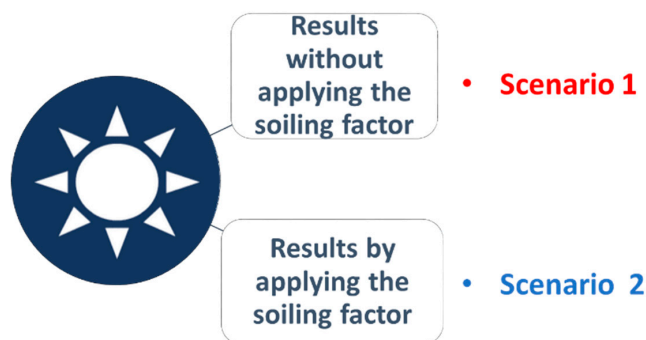 Results
without
applying the
soiling factor
• Scenario 1
Results by
applying the
soiling factor
• Scenario 2